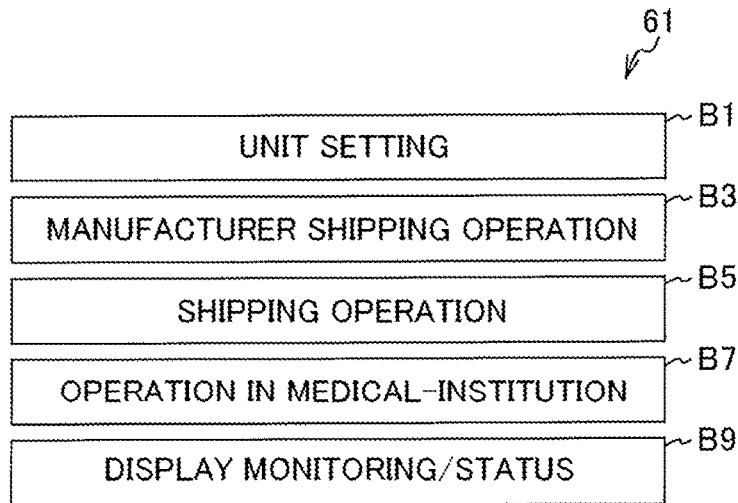 61
B1
UNIT SETTING
B3
MANUFACTURER SHIPPING OPERATION
B5
SHIPPING OPERATION
B7
OPERATION IN MEDICAL-INSTITUTION
B9
DISPLAY MONITORING/STATUS